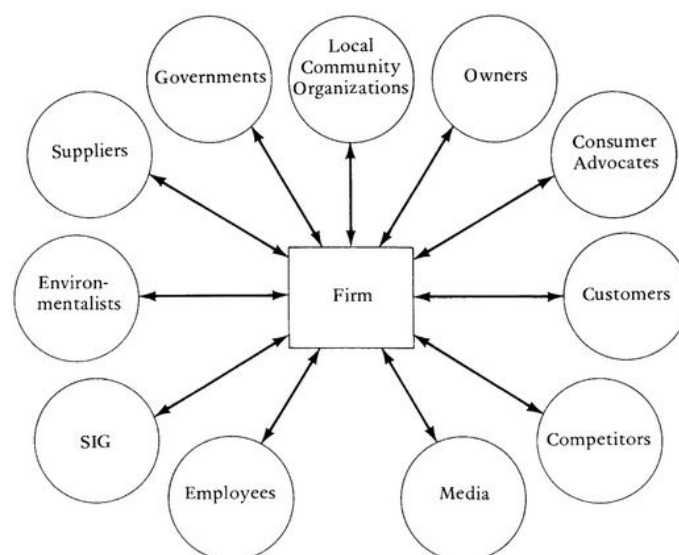 Governments
Local
Community
Organizations
Owners
Suppliers
Consumer
Advocates
Environ-
mentalists
Firm
Customers
SIG
Competitors
Employees
Media